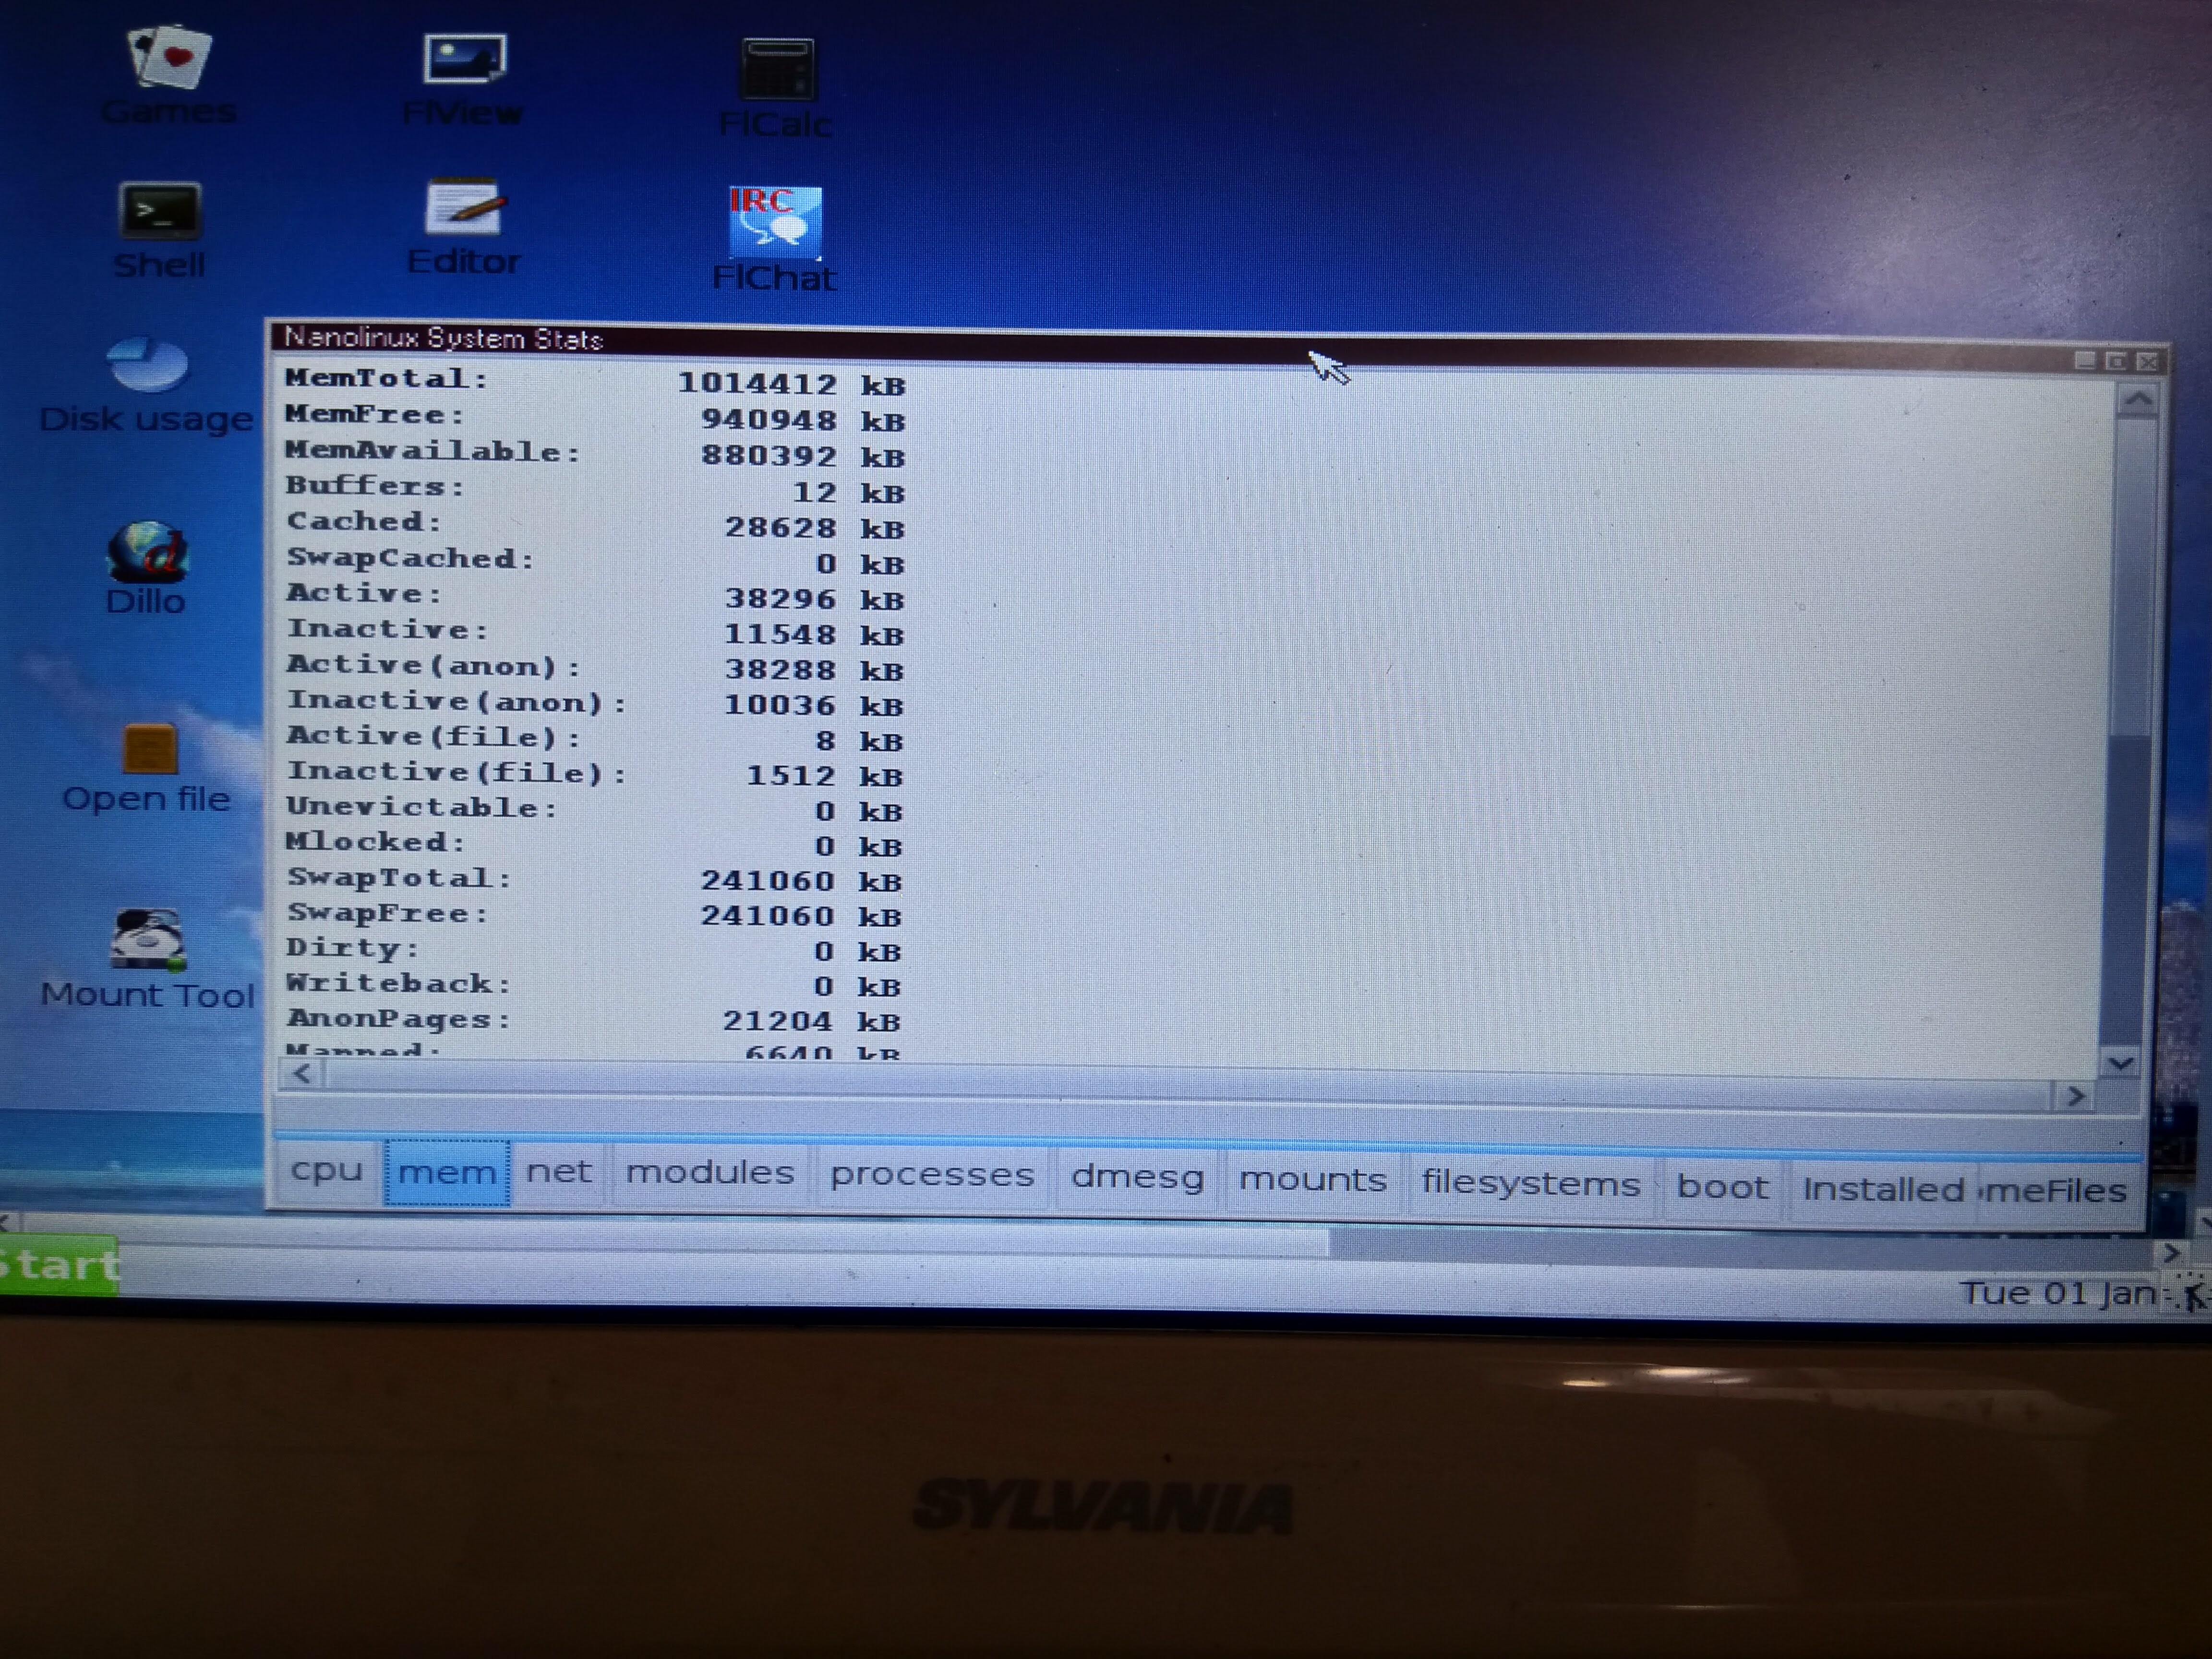 Games
FlView
FlCalc
Shell
Editor
IRC
FlChat
Disk usage
Dillo
Open file
Mount Tool
Nanolinux System Stats
MemTotal: 1014412 kB
MemFree: 940948 kB
MemAvailable: 880392 kB
Buffers: 12 kB
Cached: 28628 kB
SwapCached: 0 kB
Active: 38296 kB
Inactive: 11548 kB
Active(anon): 38288 kB
Inactive(anon): 10036 kB
Active(file): 8 kB
Inactive(file): 1512 kB
Unevictable: 0 kB
Mlocked: 0 kB
SwapTotal: 241060 kB
SwapFree: 241060 kB
Dirty: 0 kB
Writeback: 0 kB
AnonPages: 21204 kB
Mapped: 6640 kB
cpu mem net modules processes dmesg mounts filesystems boot Installed meFiles
Start
Tue 01 Jan
SYLVANIA